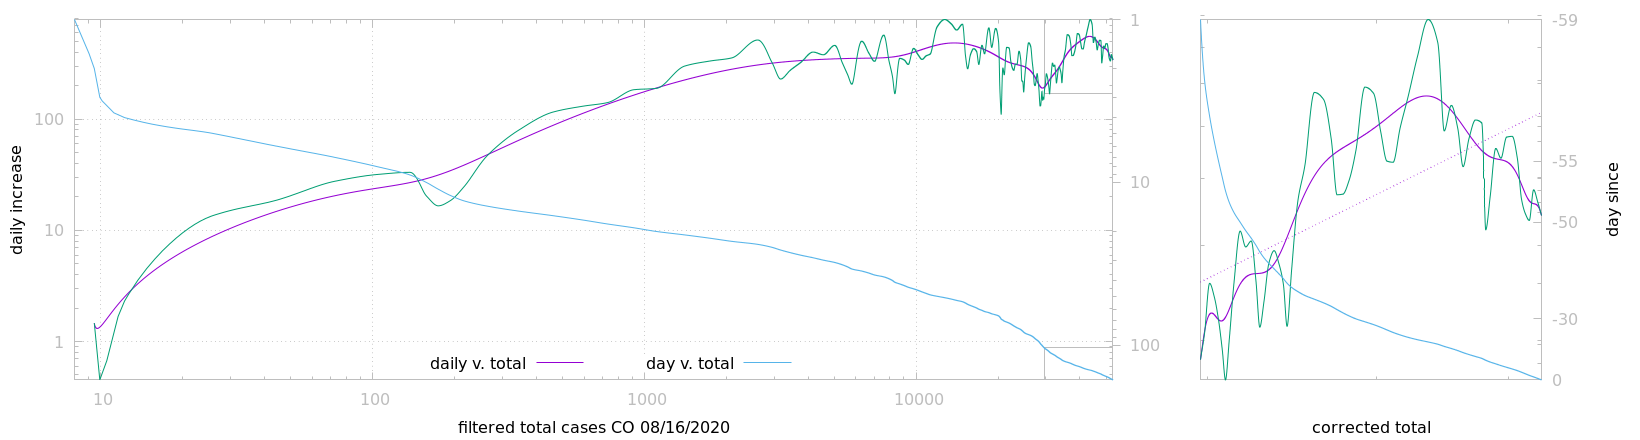 daily increase
100
10
1
10
100
1000
10000
1
10
100
daily v. total
day v. total
filtered total cases CO 08/16/2020
-59
-55
-50
-30
0
day since
corrected total